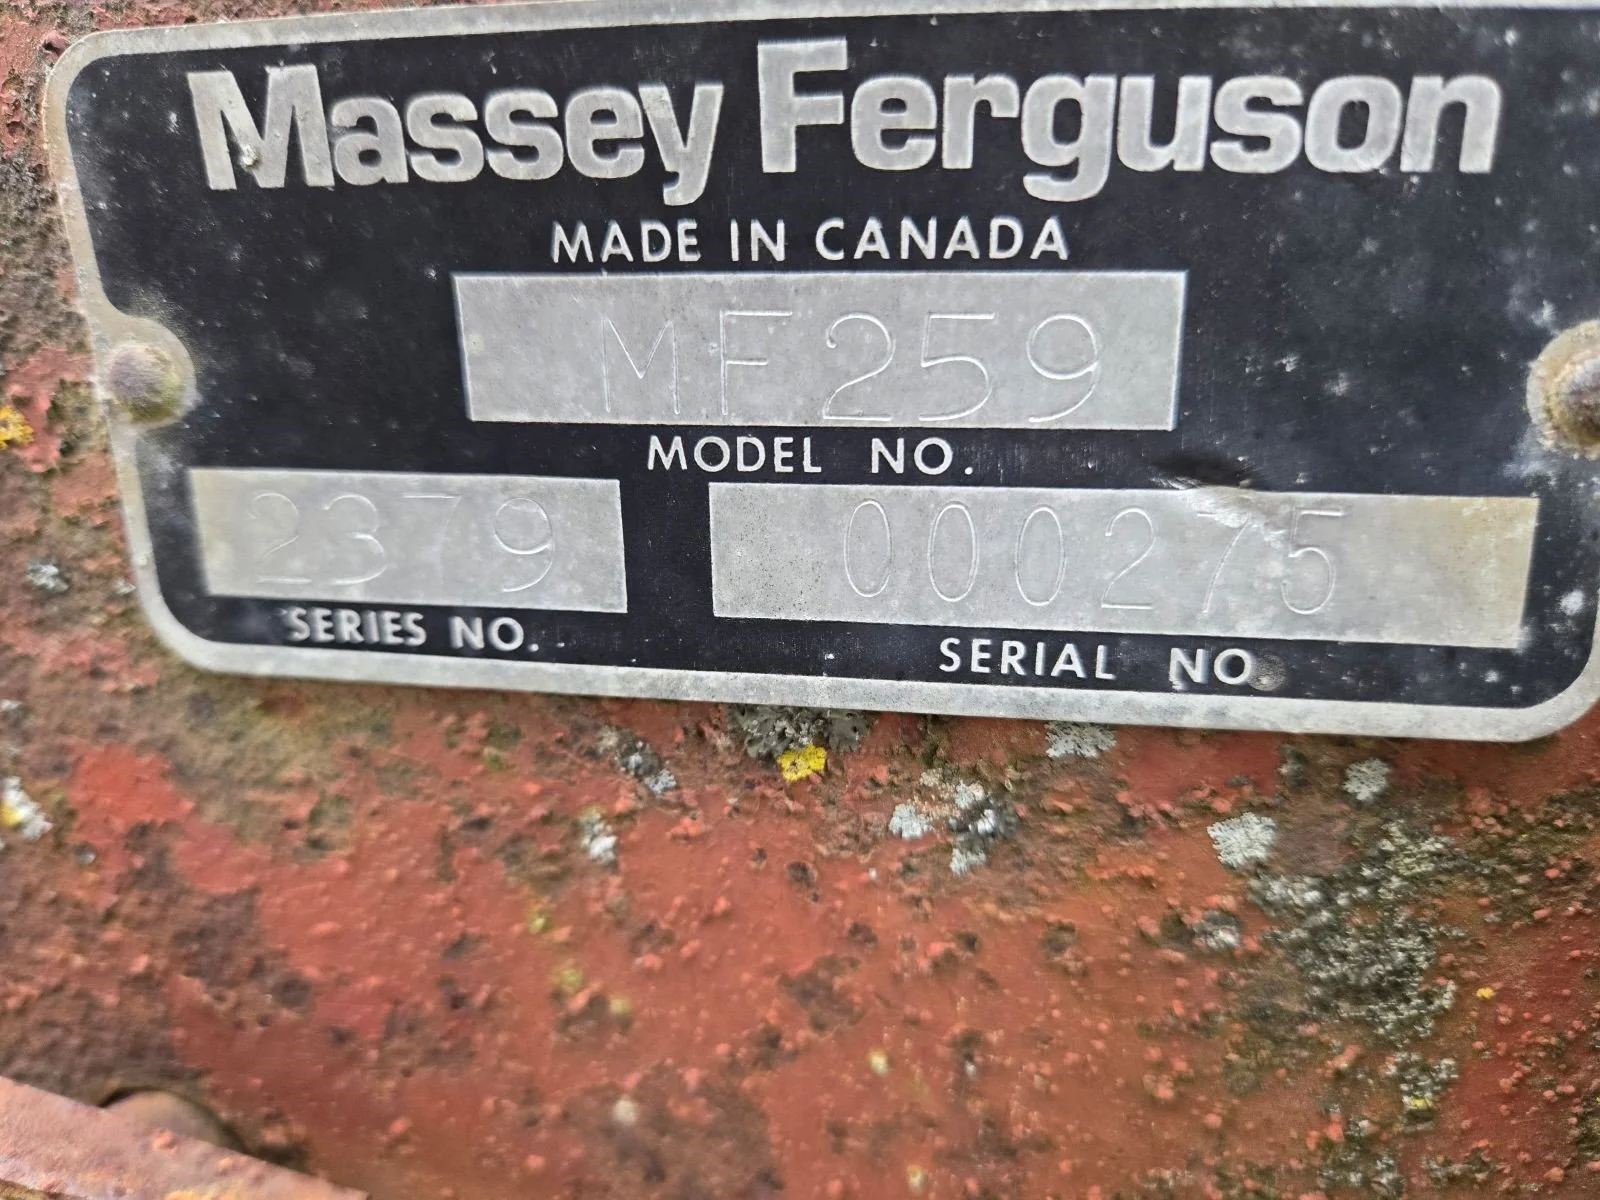 Massey Ferguson
MADE IN CANADA
MF259
MODEL NO.
2379 000275
SERIES NO. SERIAL NO